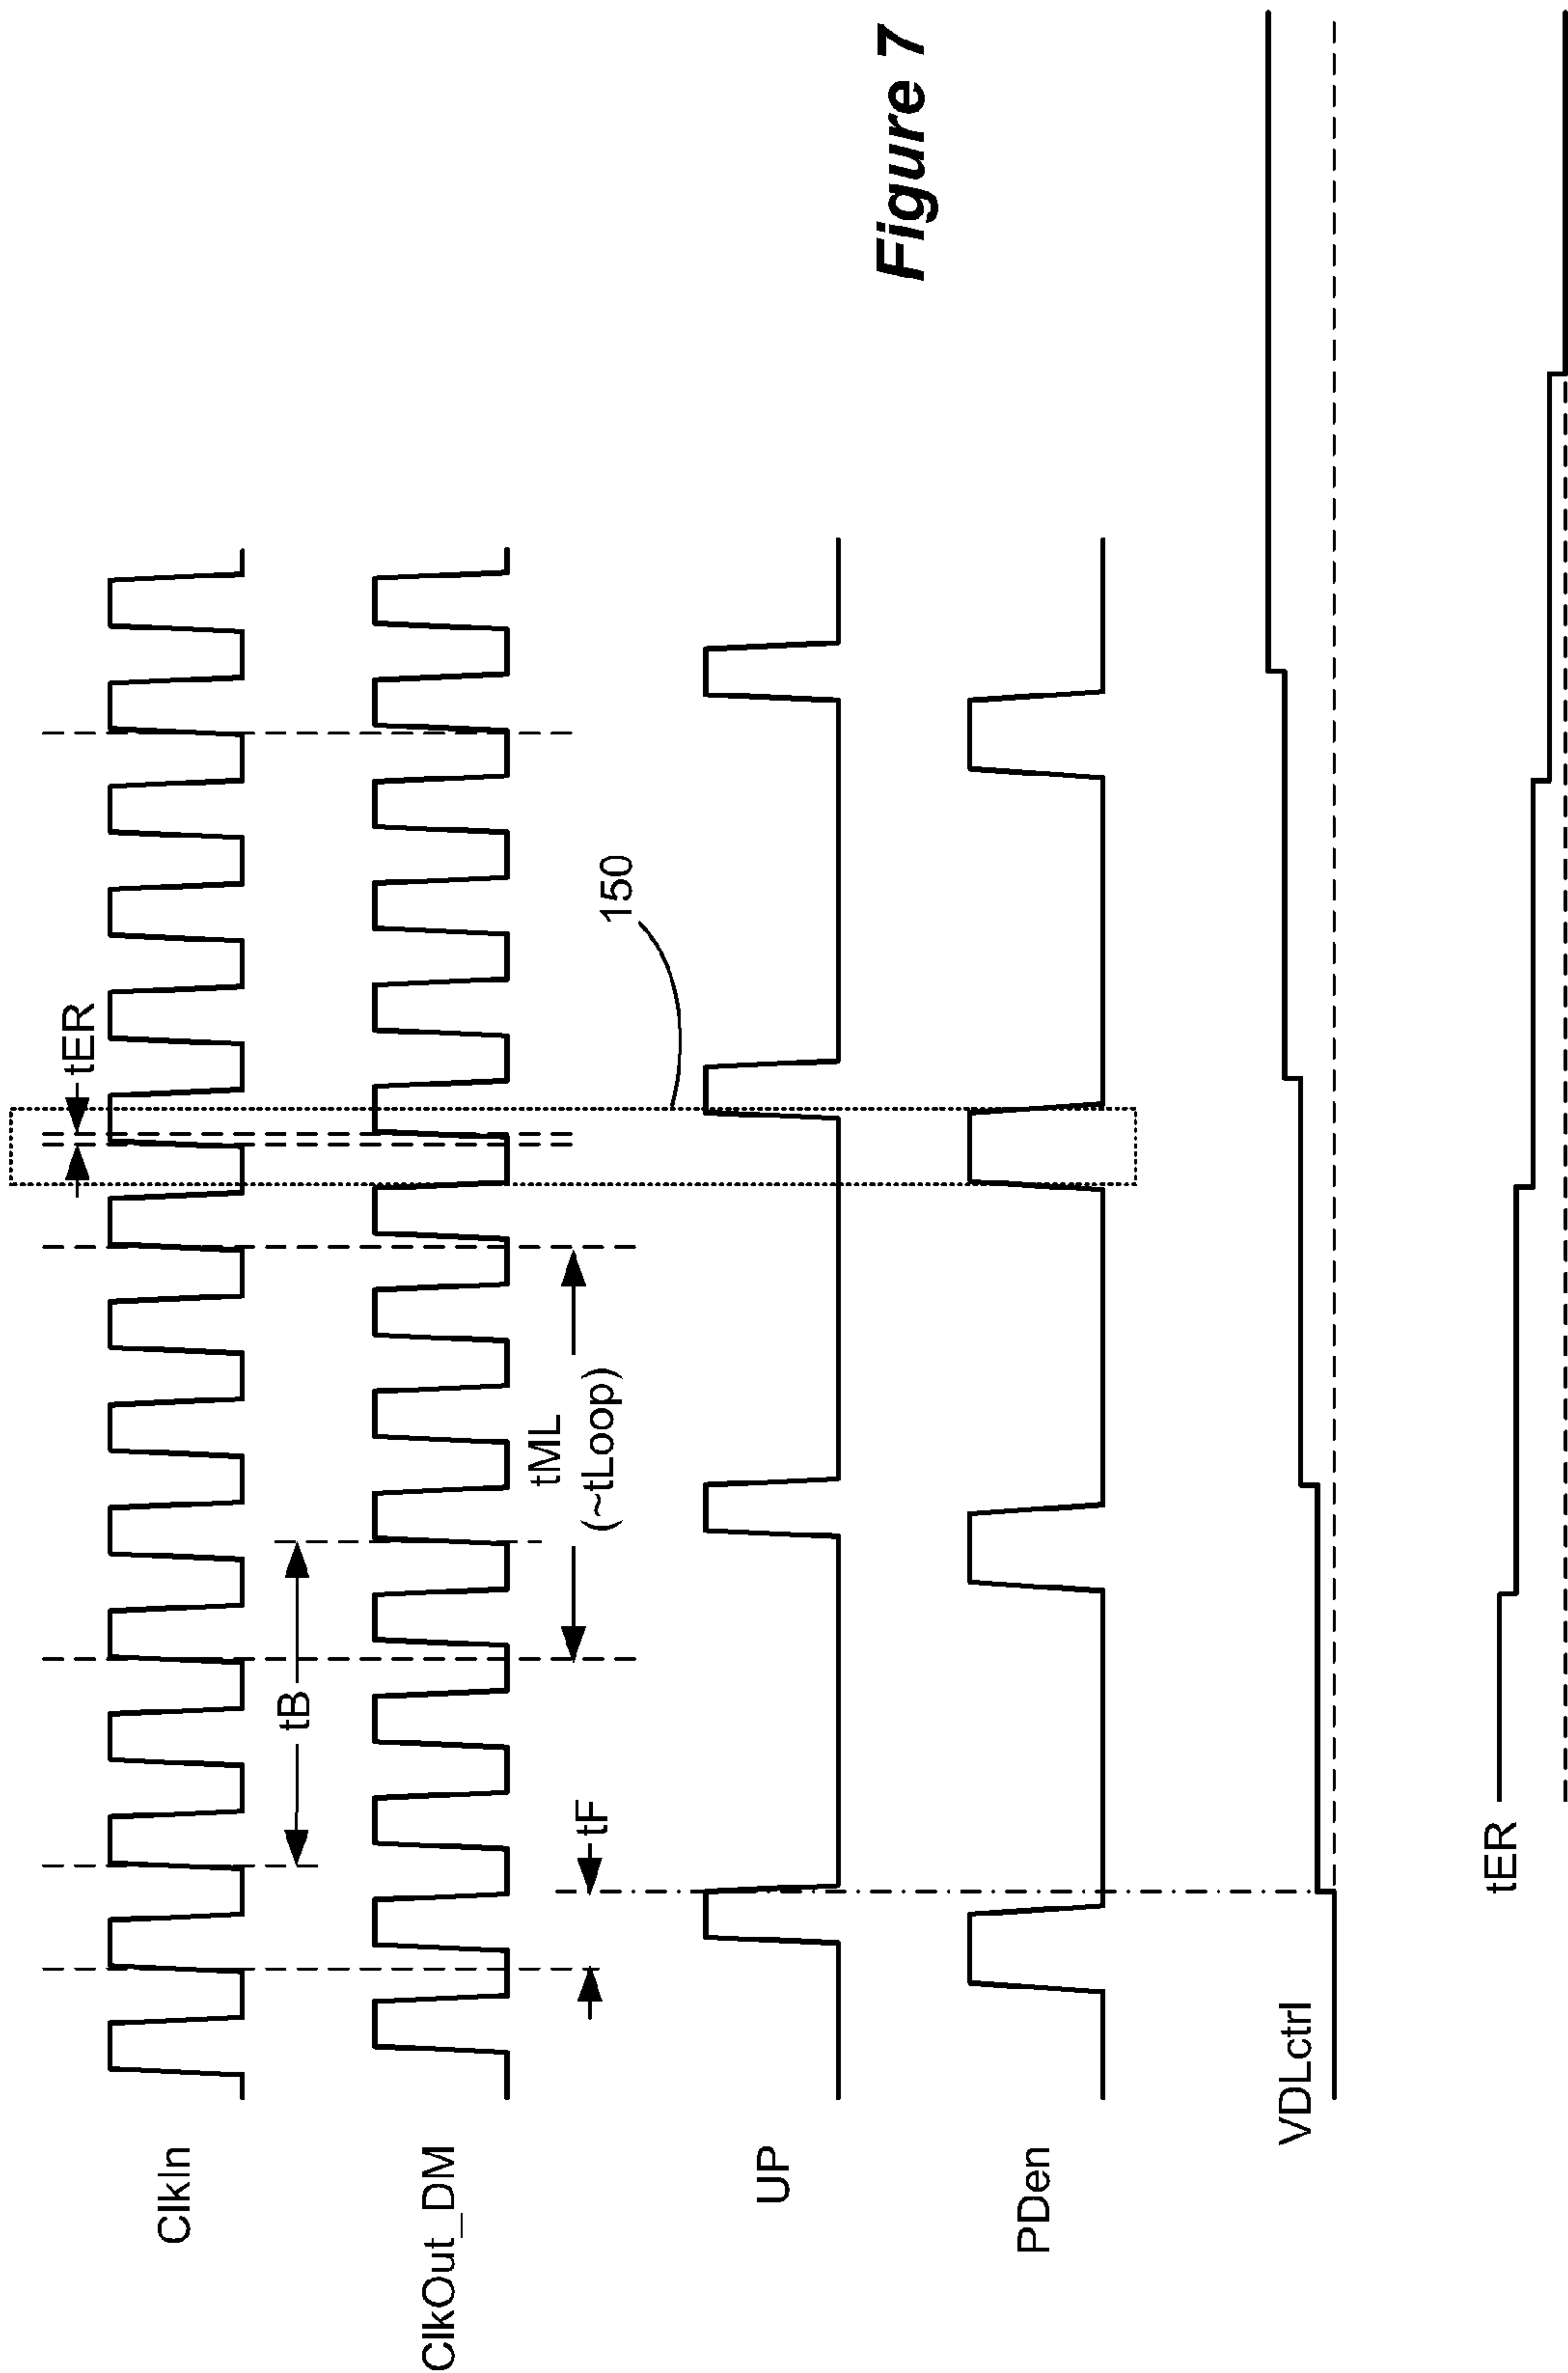 ClkIn
tER
tB
ClkOut_DM
tML
(~tLoop)
tF
150
UP
PDen
VDLctrl
tER
Figure 7